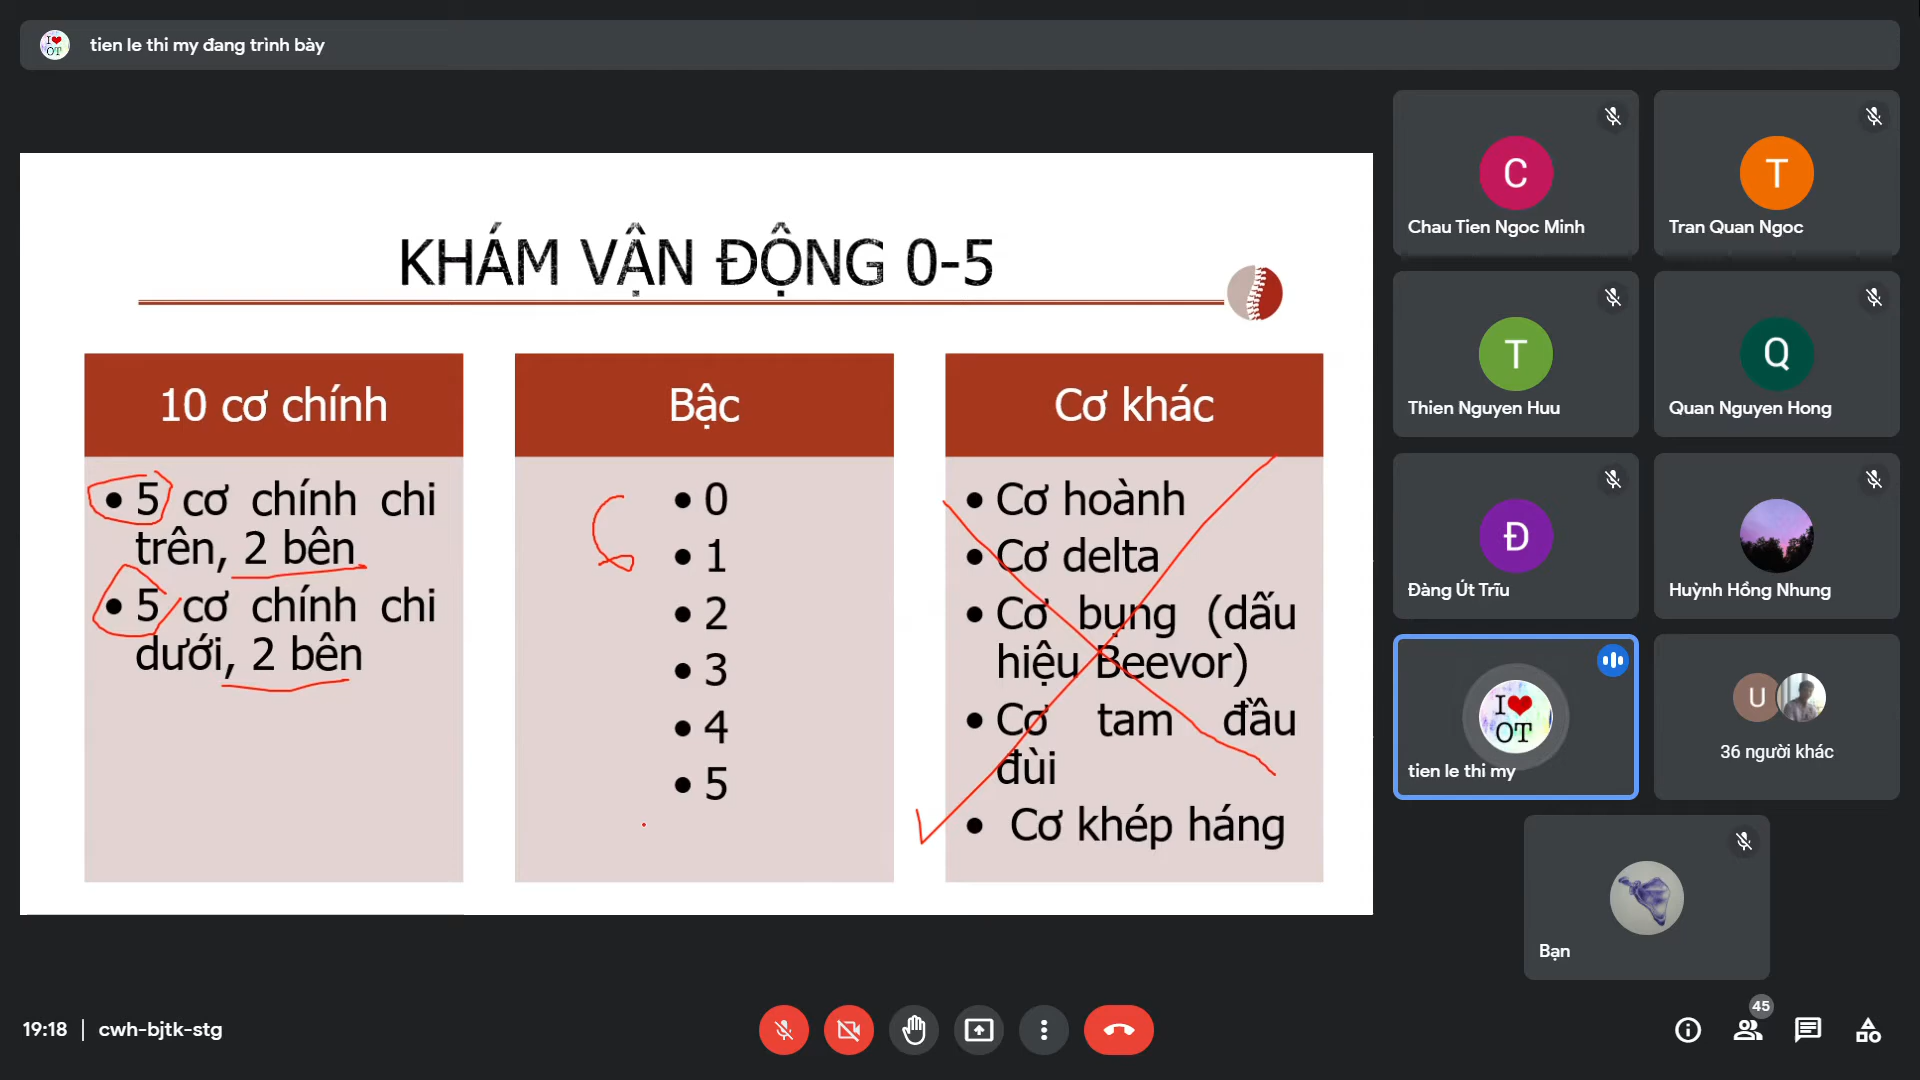 I ❤ OT
tien le thi my đang trình bày
KHÁM VẬN ĐỘNG 0-5
10 cơ chính
• 5 cơ chính chi
trên, 2 bên
• 5 cơ chính chi
dưới, 2 bên
Bậc
• 0
• 1
• 2
• 3
• 4
• 5
Cơ khác
• Cơ hoành
• Cơ delta
• Cơ bụng (dấu
hiệu Beevor)
• Cơ tam đầu
đùi
• Cơ khép háng
C
Chau Tien Ngoc Minh
T
Tran Quan Ngoc
T
Thien Nguyen Huu
Q
Quan Nguyen Hong
Đ
Đàng Út Trĩu
Huỳnh Hồng Nhung
I ❤
OT
tien le thi my
U
36 người khác
Bạn
19:18 | cwh-bjtk-stg
45